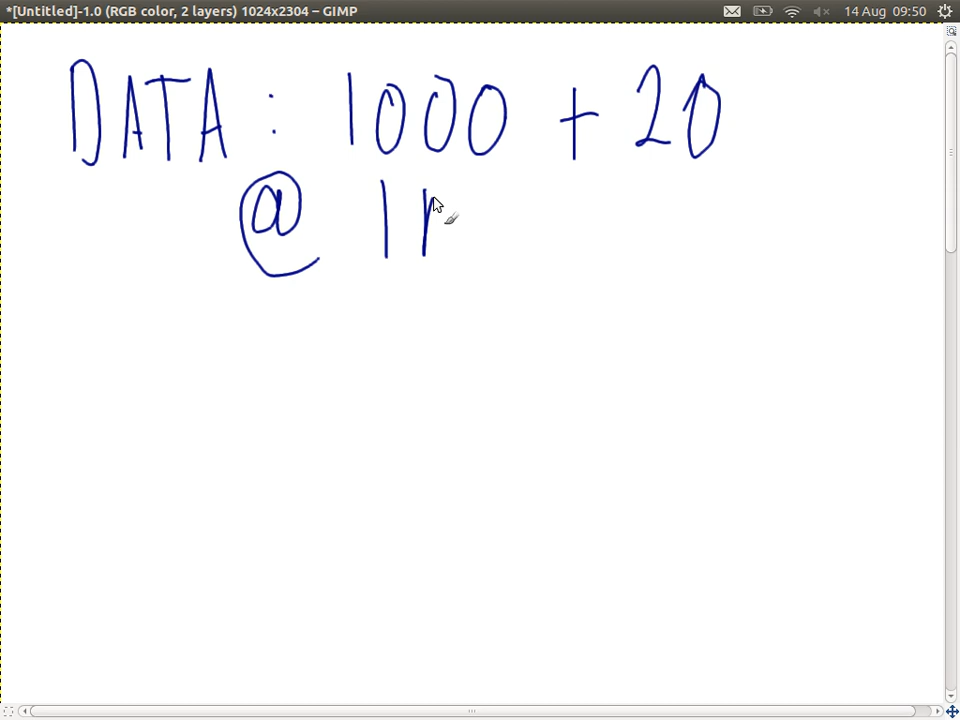 *[Untitled]-1.0 (RGB color, 2 layers) 1024x2304 – GIMP
14 Aug 09:50
DATA : 1000 + 20
@ 1